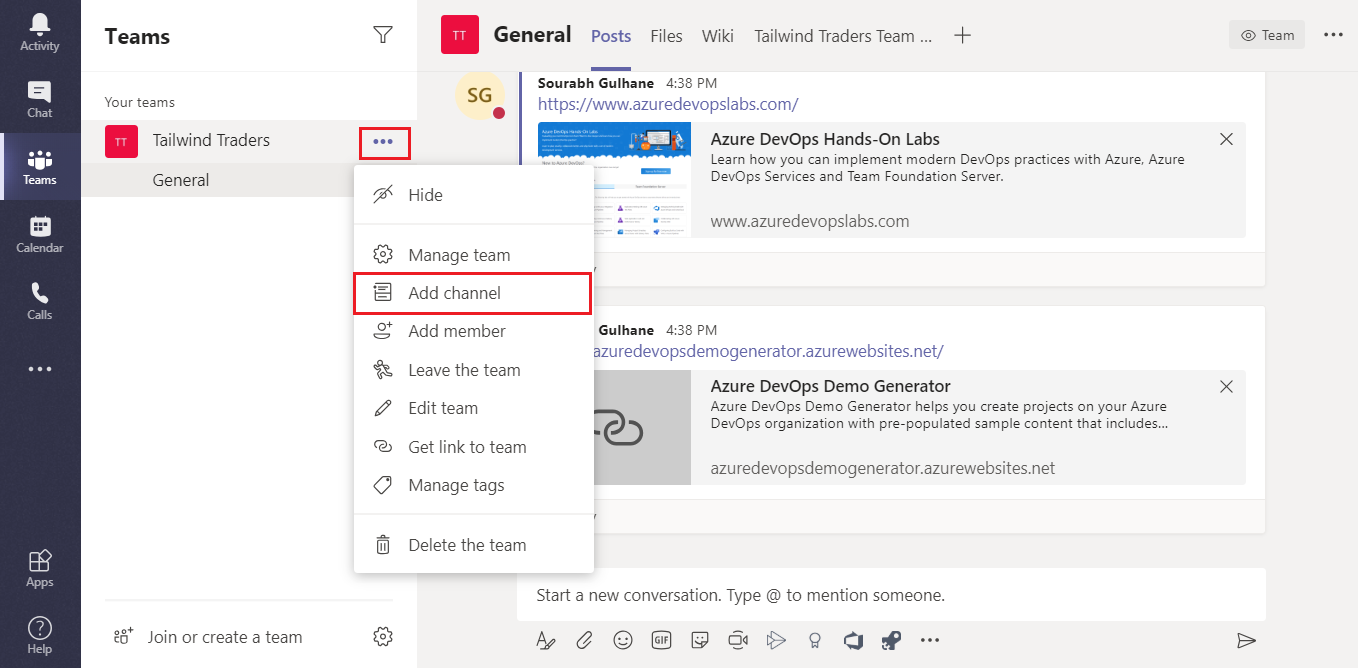 Activity
Chat
Teams
Calendar
Calls
Apps
Help
Teams
Your teams
TT
Tailwind Traders
General
Join or create a team
Hide
Manage team
Add channel
Add member
Leave the team
Edit team
Get link to team
Manage tags
Delete the team
TT
General
Posts
Files
Wiki
Tailwind Traders Team ...
Team
SG
Sourabh Gulhane 4:38 PM
https://www.azuredevopslabs.com/
Azure DevOps Hands-On Labs
Learn how you can implement modern DevOps practices with Azure, Azure
DevOps Services and Team Foundation Server.
www.azuredevopslabs.com
Gulhane 4:38 PM
azuredevopsdemogenerator.azurewebsites.net/
Azure DevOps Demo Generator
Azure DevOps Demo Generator helps you create projects on your Azure
DevOps organization with pre-populated sample content that includes...
azuredevopsdemogenerator.azurewebsites.net
Start a new conversation. Type @ to mention someone.
GIF